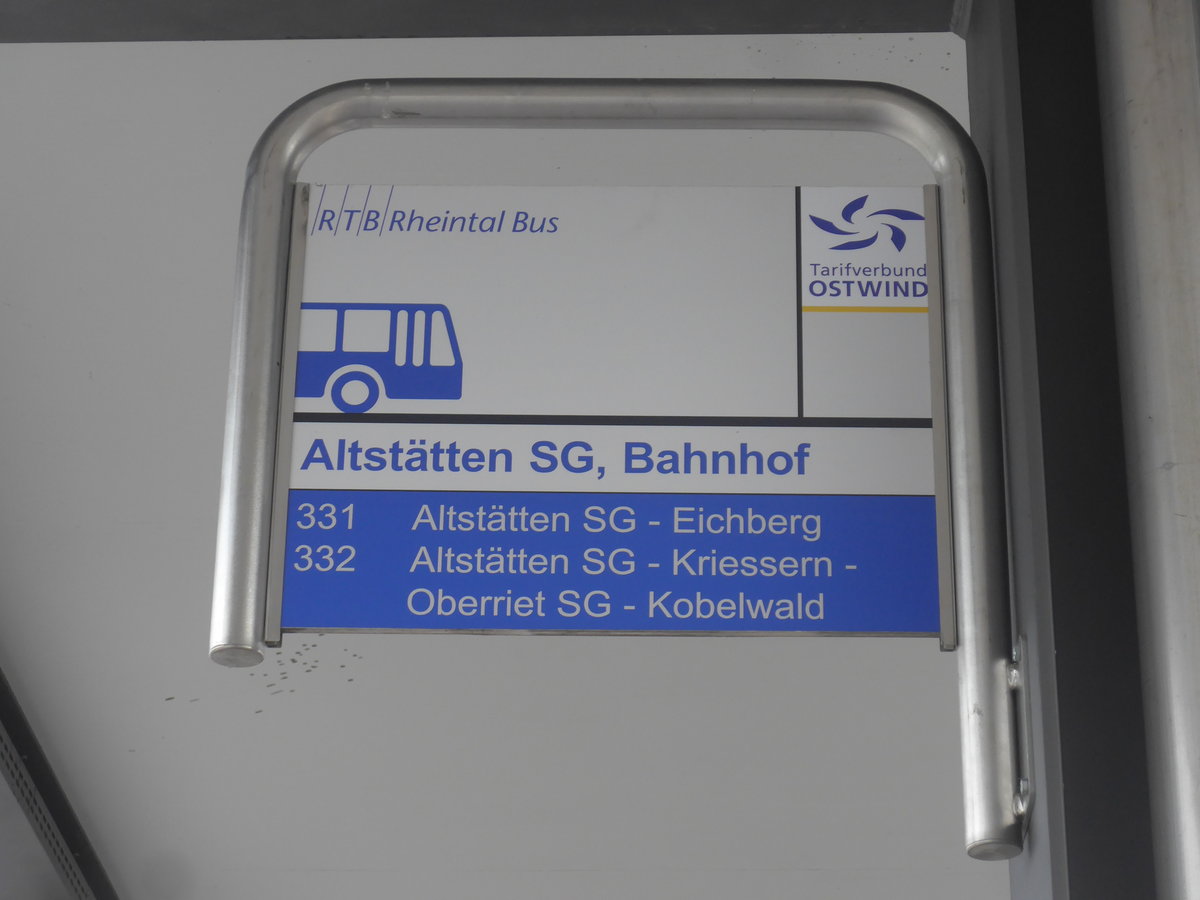 RTB Rheintal Bus
Tarifverbund
OSTWIND
Altstätten SG, Bahnhof
331 Altstätten SG - Eichberg
332 Altstätten SG - Kriessern -
Oberriet SG - Kobelwald